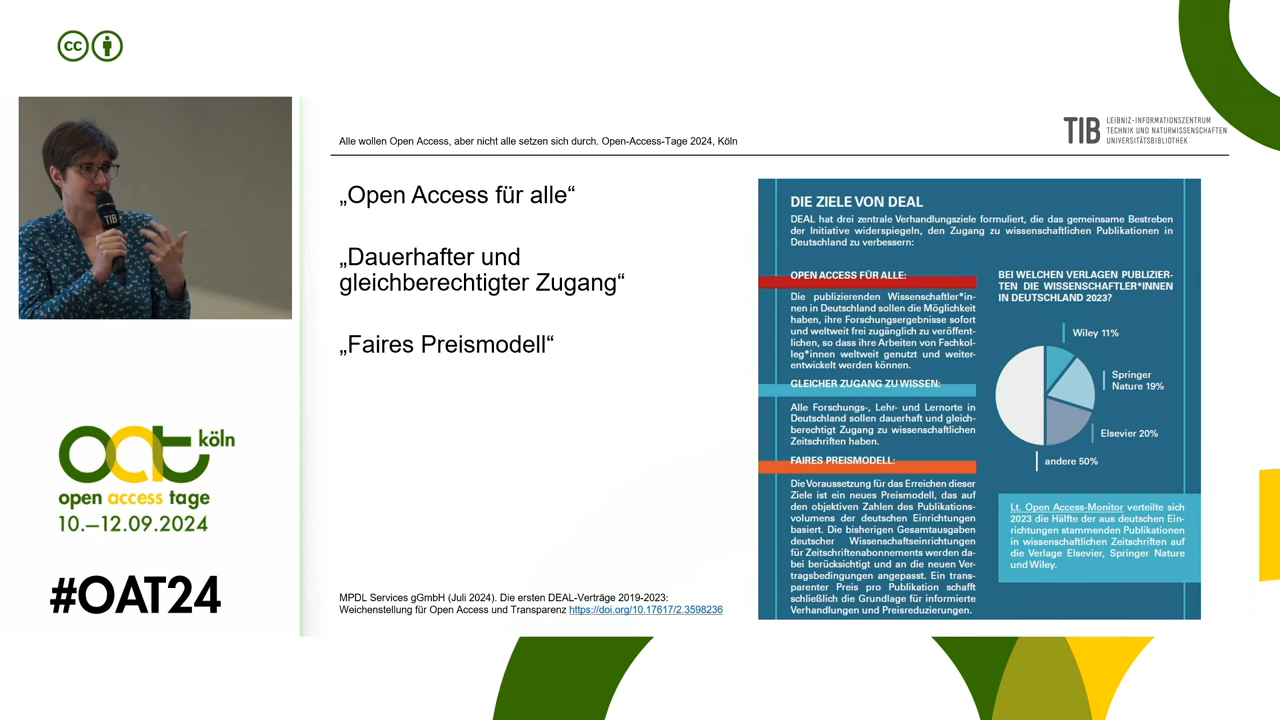 cc
TIB
Alle wollen Open Access, aber nicht alle setzen sich durch. Open-Access-Tage 2024, Köln
TIB
LEIBNIZ-INFORMATIONSZENTRUM
TECHNIK UND NATURWISSENSCHAFTEN
UNIVERSITÄTSBIBLIOTHEK
„Open Access für alle“
„Dauerhafter und
gleichberechtigter Zugang“
„Faires Preismodell“
MPDL Services gGmbH (Juli 2024). Die ersten DEAL-Verträge 2019-2023:
Weichenstellung für Open Access und Transparenz https://doi.org/10.17617/2.3598236
DIE ZIELE VON DEAL
DEAL hat drei zentrale Verhandlungsziele formuliert, die das gemeinsame Bestreben
der Initiative widerspiegeln, den Zugang zu wissenschaftlichen Publikationen in
Deutschland zu verbessern:
OPEN ACCESS FÜR ALLE:
Die publizierenden Wissenschaftler*in-
nen in Deutschland sollen die Möglichkeit
haben, ihre Forschungsergebnisse sofort
und weltweit frei zugänglich zu veröffent-
lichen, so dass ihre Arbeiten von Fachkol-
leg*innen weltweit genutzt und weiter-
entwickelt werden können.
GLEICHER ZUGANG ZU WISSEN:
Alle Forschungs-, Lehr- und Lernorte in
Deutschland sollen dauerhaft und gleich-
berechtigt Zugang zu wissenschaftlichen
Zeitschriften haben.
FAIRES PREISMODELL:
Die Voraussetzung für das Erreichen dieser
Ziele ist ein neues Preismodell, das auf
den objektiven Zahlen des Publikations-
volumens der deutschen Einrichtungen
basiert. Die bisherigen Gesamtausgaben
deutscher Wissenschaftseinrichtungen
für Zeitschriftenabonnements werden da-
bei berücksichtigt und an die neuen Ver-
tragsbedingungen angepasst. Ein trans-
parenter Preis pro Publikation schafft
schließlich die Grundlage für informierte
Verhandlungen und Preisreduzierungen.
BEI WELCHEN VERLAGEN PUBLIZIER-
TEN DIE WISSENSCHAFTLER*INNEN
IN DEUTSCHLAND 2023?
Wiley 11%
Springer
Nature 19%
Elsevier 20%
andere 50%
Lt. Open Access-Monitor verteilte sich
2023 die Hälfte der aus deutschen Ein-
richtungen stammenden Publikationen
in wissenschaftlichen Zeitschriften auf
die Verlage Elsevier, Springer Nature
und Wiley.
oat köln
open access tage
10.–12.09.2024
#OAT24